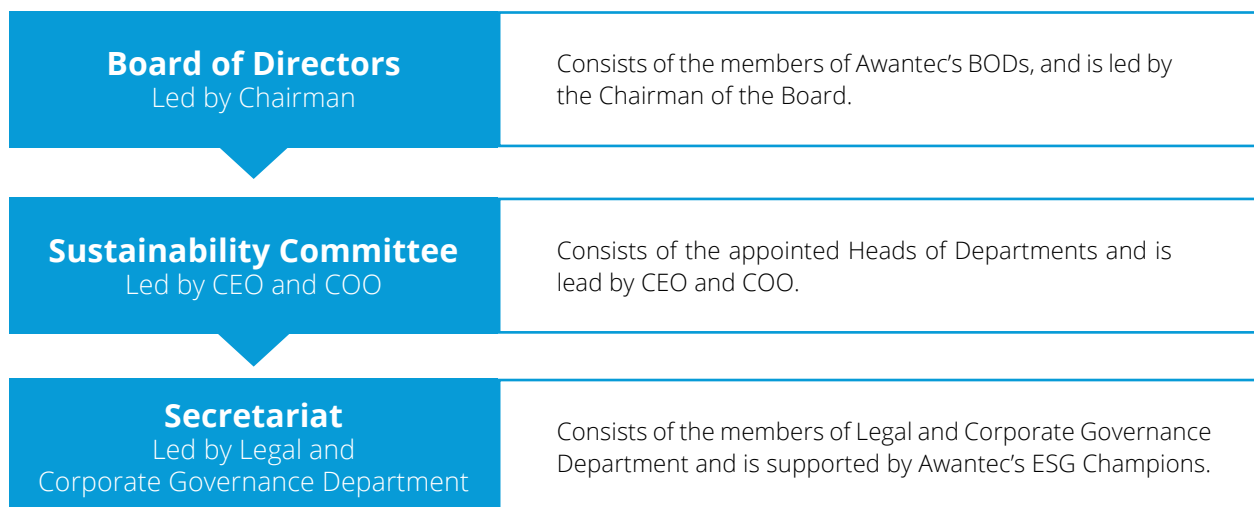 Board of Directors
Led by Chairman
Consists of the members of Awantec's BODs, and is led by
the Chairman of the Board.
Sustainability Committee
Led by CEO and COO
Consists of the appointed Heads of Departments and is
lead by CEO and COO.
Secretariat
Led by Legal and
Corporate Governance Department
Consists of the members of Legal and Corporate Governance
Department and is supported by Awantec’s ESG Champions.